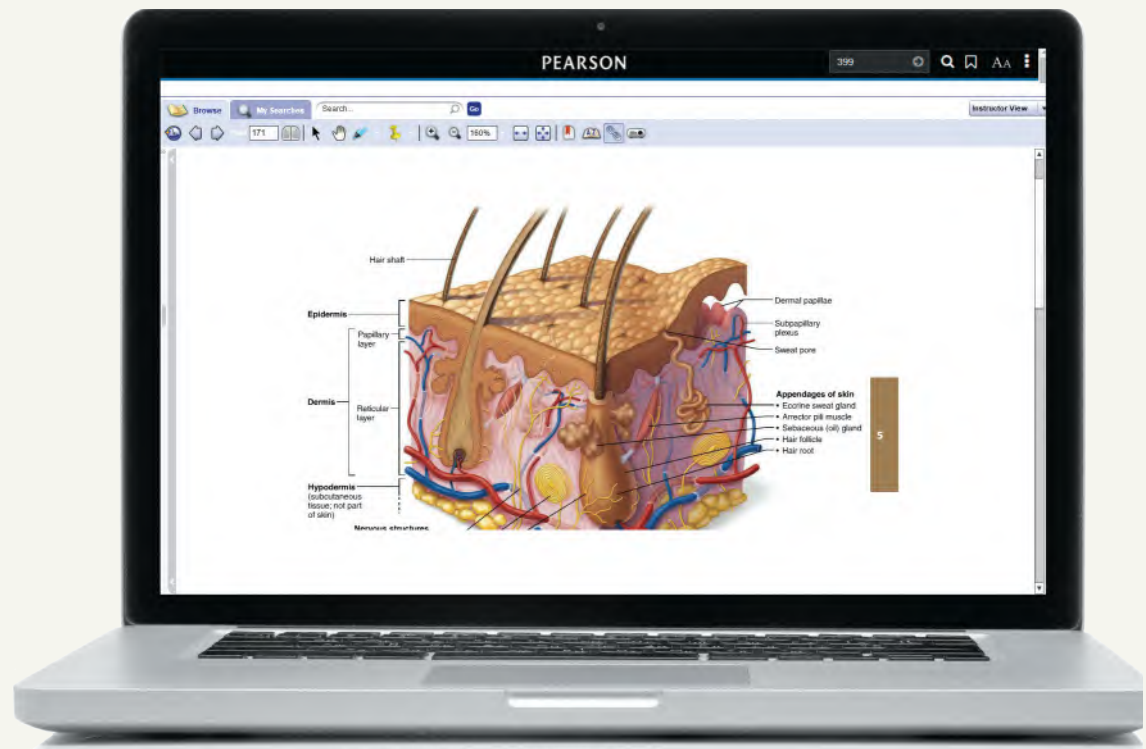 PEARSON
399
AA
Browse
My Searches
Search...
Go
Instructor View
171
160%
Hair shaft
Epidermis
Papillary
layer
Dermis
Reticular
layer
Hypodermis
(subcutaneous
tissue; not part
of skin)
Nervous structures
Dermal papillae
Subpapillary
plexus
Sweat pore
Appendages of skin
• Eccrine sweat gland
• Arrector pili muscle
• Sebaceous (oil) gland
• Hair follicle
• Hair root
5